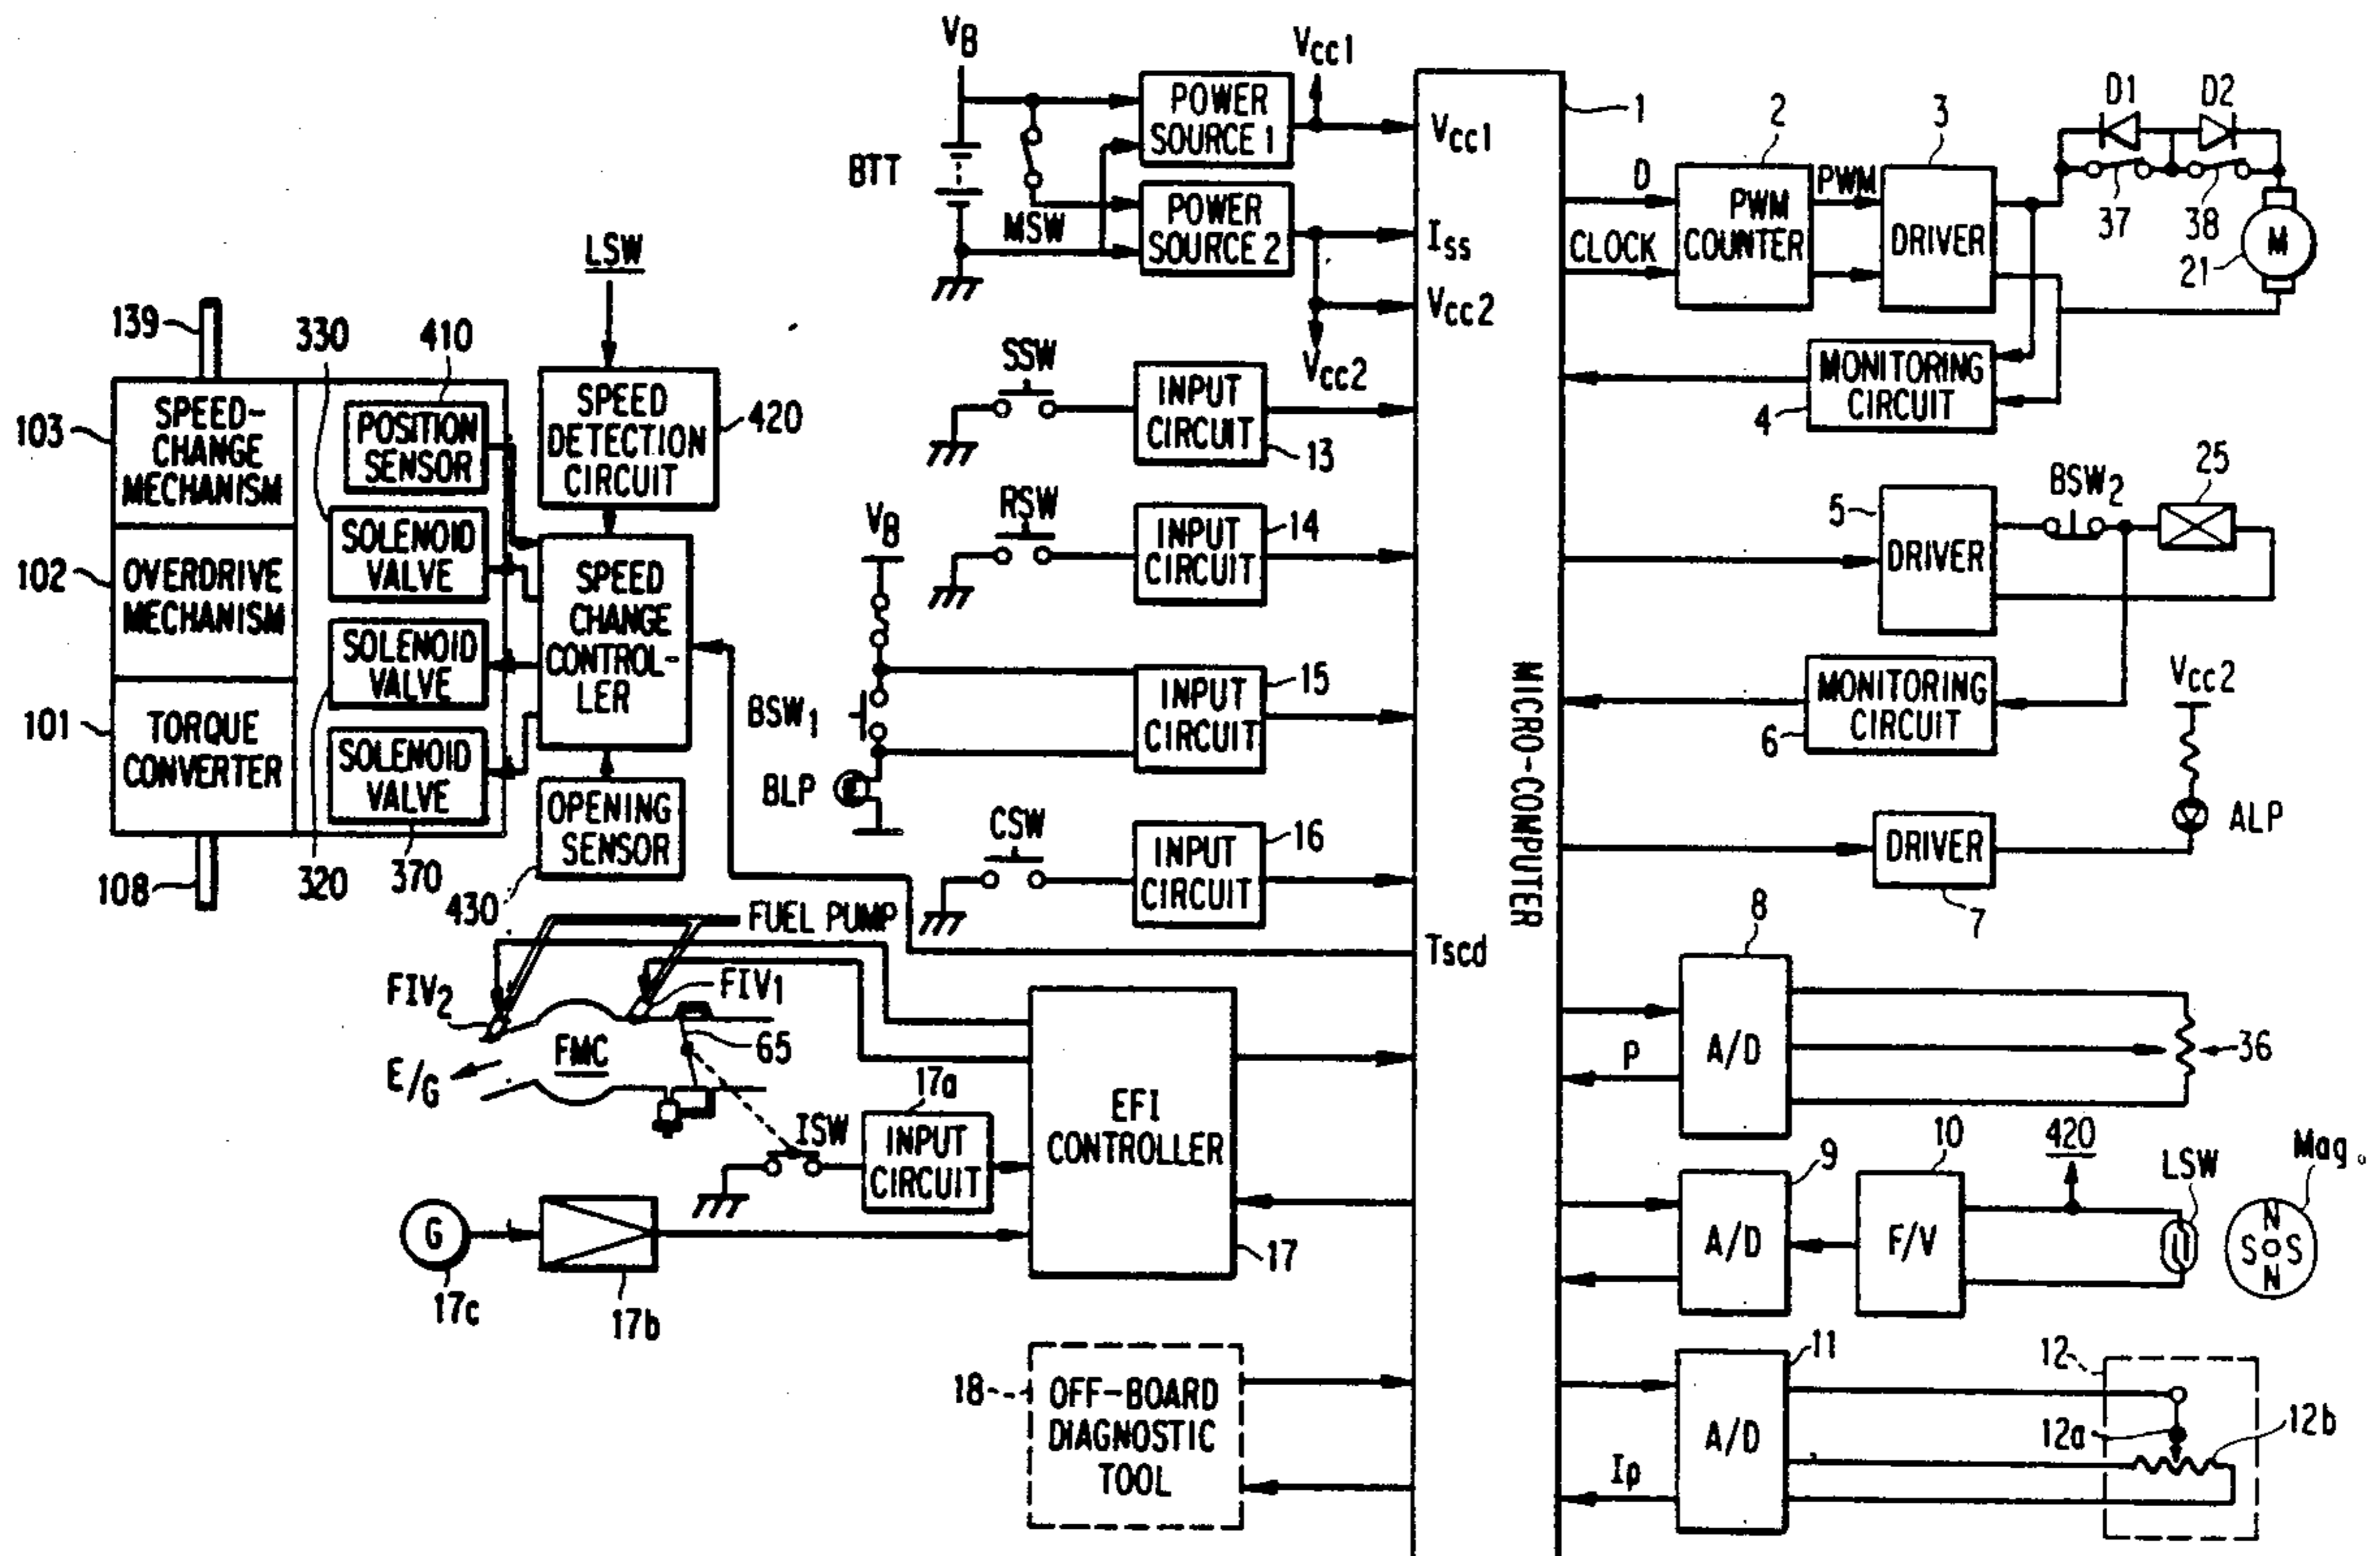 VB
BTT
MSW
POWER
SOURCE 1
POWER
SOURCE 2
Vcc1
Vcc1
Iss
Vcc2
Vcc2
MICRO-COMPUTER
1
D
CLOCK
2
PWM
COUNTER
PWM
3
DRIVER
D1
D2
37
38
M
21
MONITORING
CIRCUIT
4
LSW
SPEED
DETECTION
CIRCUIT
420
139
330
410
103
SPEED-
CHANGE
MECHANISM
POSITION
SENSOR
102
OVERDRIVE
MECHANISM
SOLENOID
VALVE
SOLENOID
VALVE
101
TORQUE
CONVERTER
SOLENOID
VALVE
SPEED
CHANGE
CONTROL-
LER
OPENING
SENSOR
108
320
370
430
SSW
INPUT
CIRCUIT
13
RSW
INPUT
CIRCUIT
14
VB
BSW1
BLP
INPUT
CIRCUIT
15
CSW
INPUT
CIRCUIT
16
Tscd
5
DRIVER
BSW2
25
MONITORING
CIRCUIT
6
Vcc2
ALP
DRIVER
7
FUEL PUMP
FIV2
FIV1
FMC
65
E/G
ISW
17a
INPUT
CIRCUIT
EFI
CONTROLLER
17
G
17c
17b
18
OFF-BOARD
DIAGNOSTIC
TOOL
8
A/D
P
36
9
A/D
10
F/V
420
LSW
Mag.
N
S S
N
11
A/D
Ip
12
12a
12b